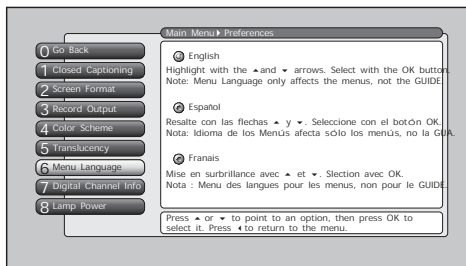 Main Menu ▶ Preferences
0 Go Back
1 Closed Captioning
2 Screen Format
3 Record Output
4 Color Scheme
5 Translucency
6 Menu Language
7 Digital Channel Info
8 Lamp Power
English
Highlight with the ▲and ▼ arrows. Select with the OK button.
Note: Menu Language only affects the menus, not the GUIDE.
Español
Resalte con las flechas ▲ y ▼. Seleccione con el botón OK.
Nota: Idioma de los Menús afecta sólo los menús, no la GUA.
Franais
Mise en surbrillance avec ▲ et ▼. Slection avec OK.
Nota : Menu des langues pour les menus, non pour le GUIDE.
Press ▲ or ▼ to point to an option, then press OK to
select it. Press ◀ to return to the menu.